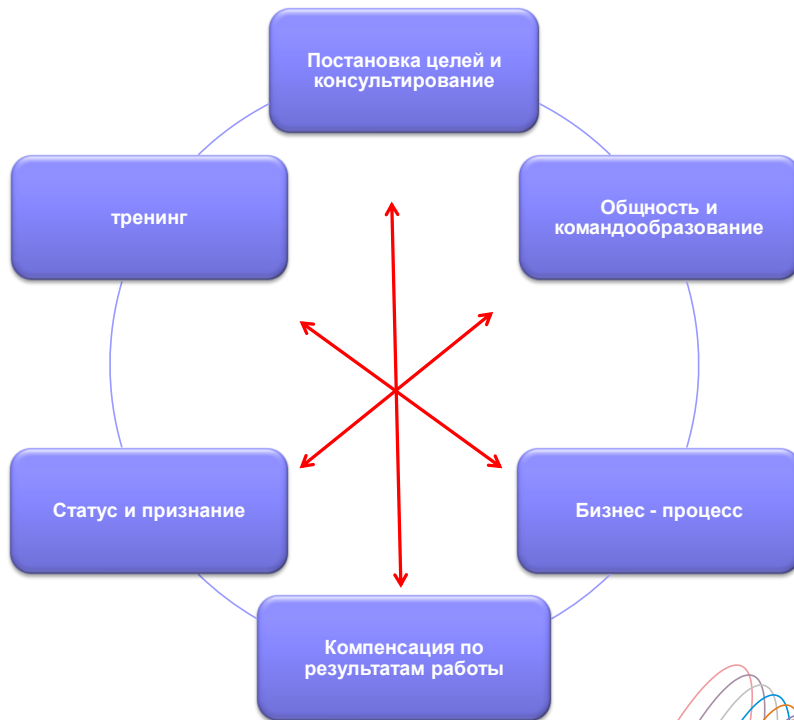 Постановка целей и
консультирование
тренинг
Общность и
командообразование
Статус и признание
Бизнес - процесс
Компенсация по
результатам работы